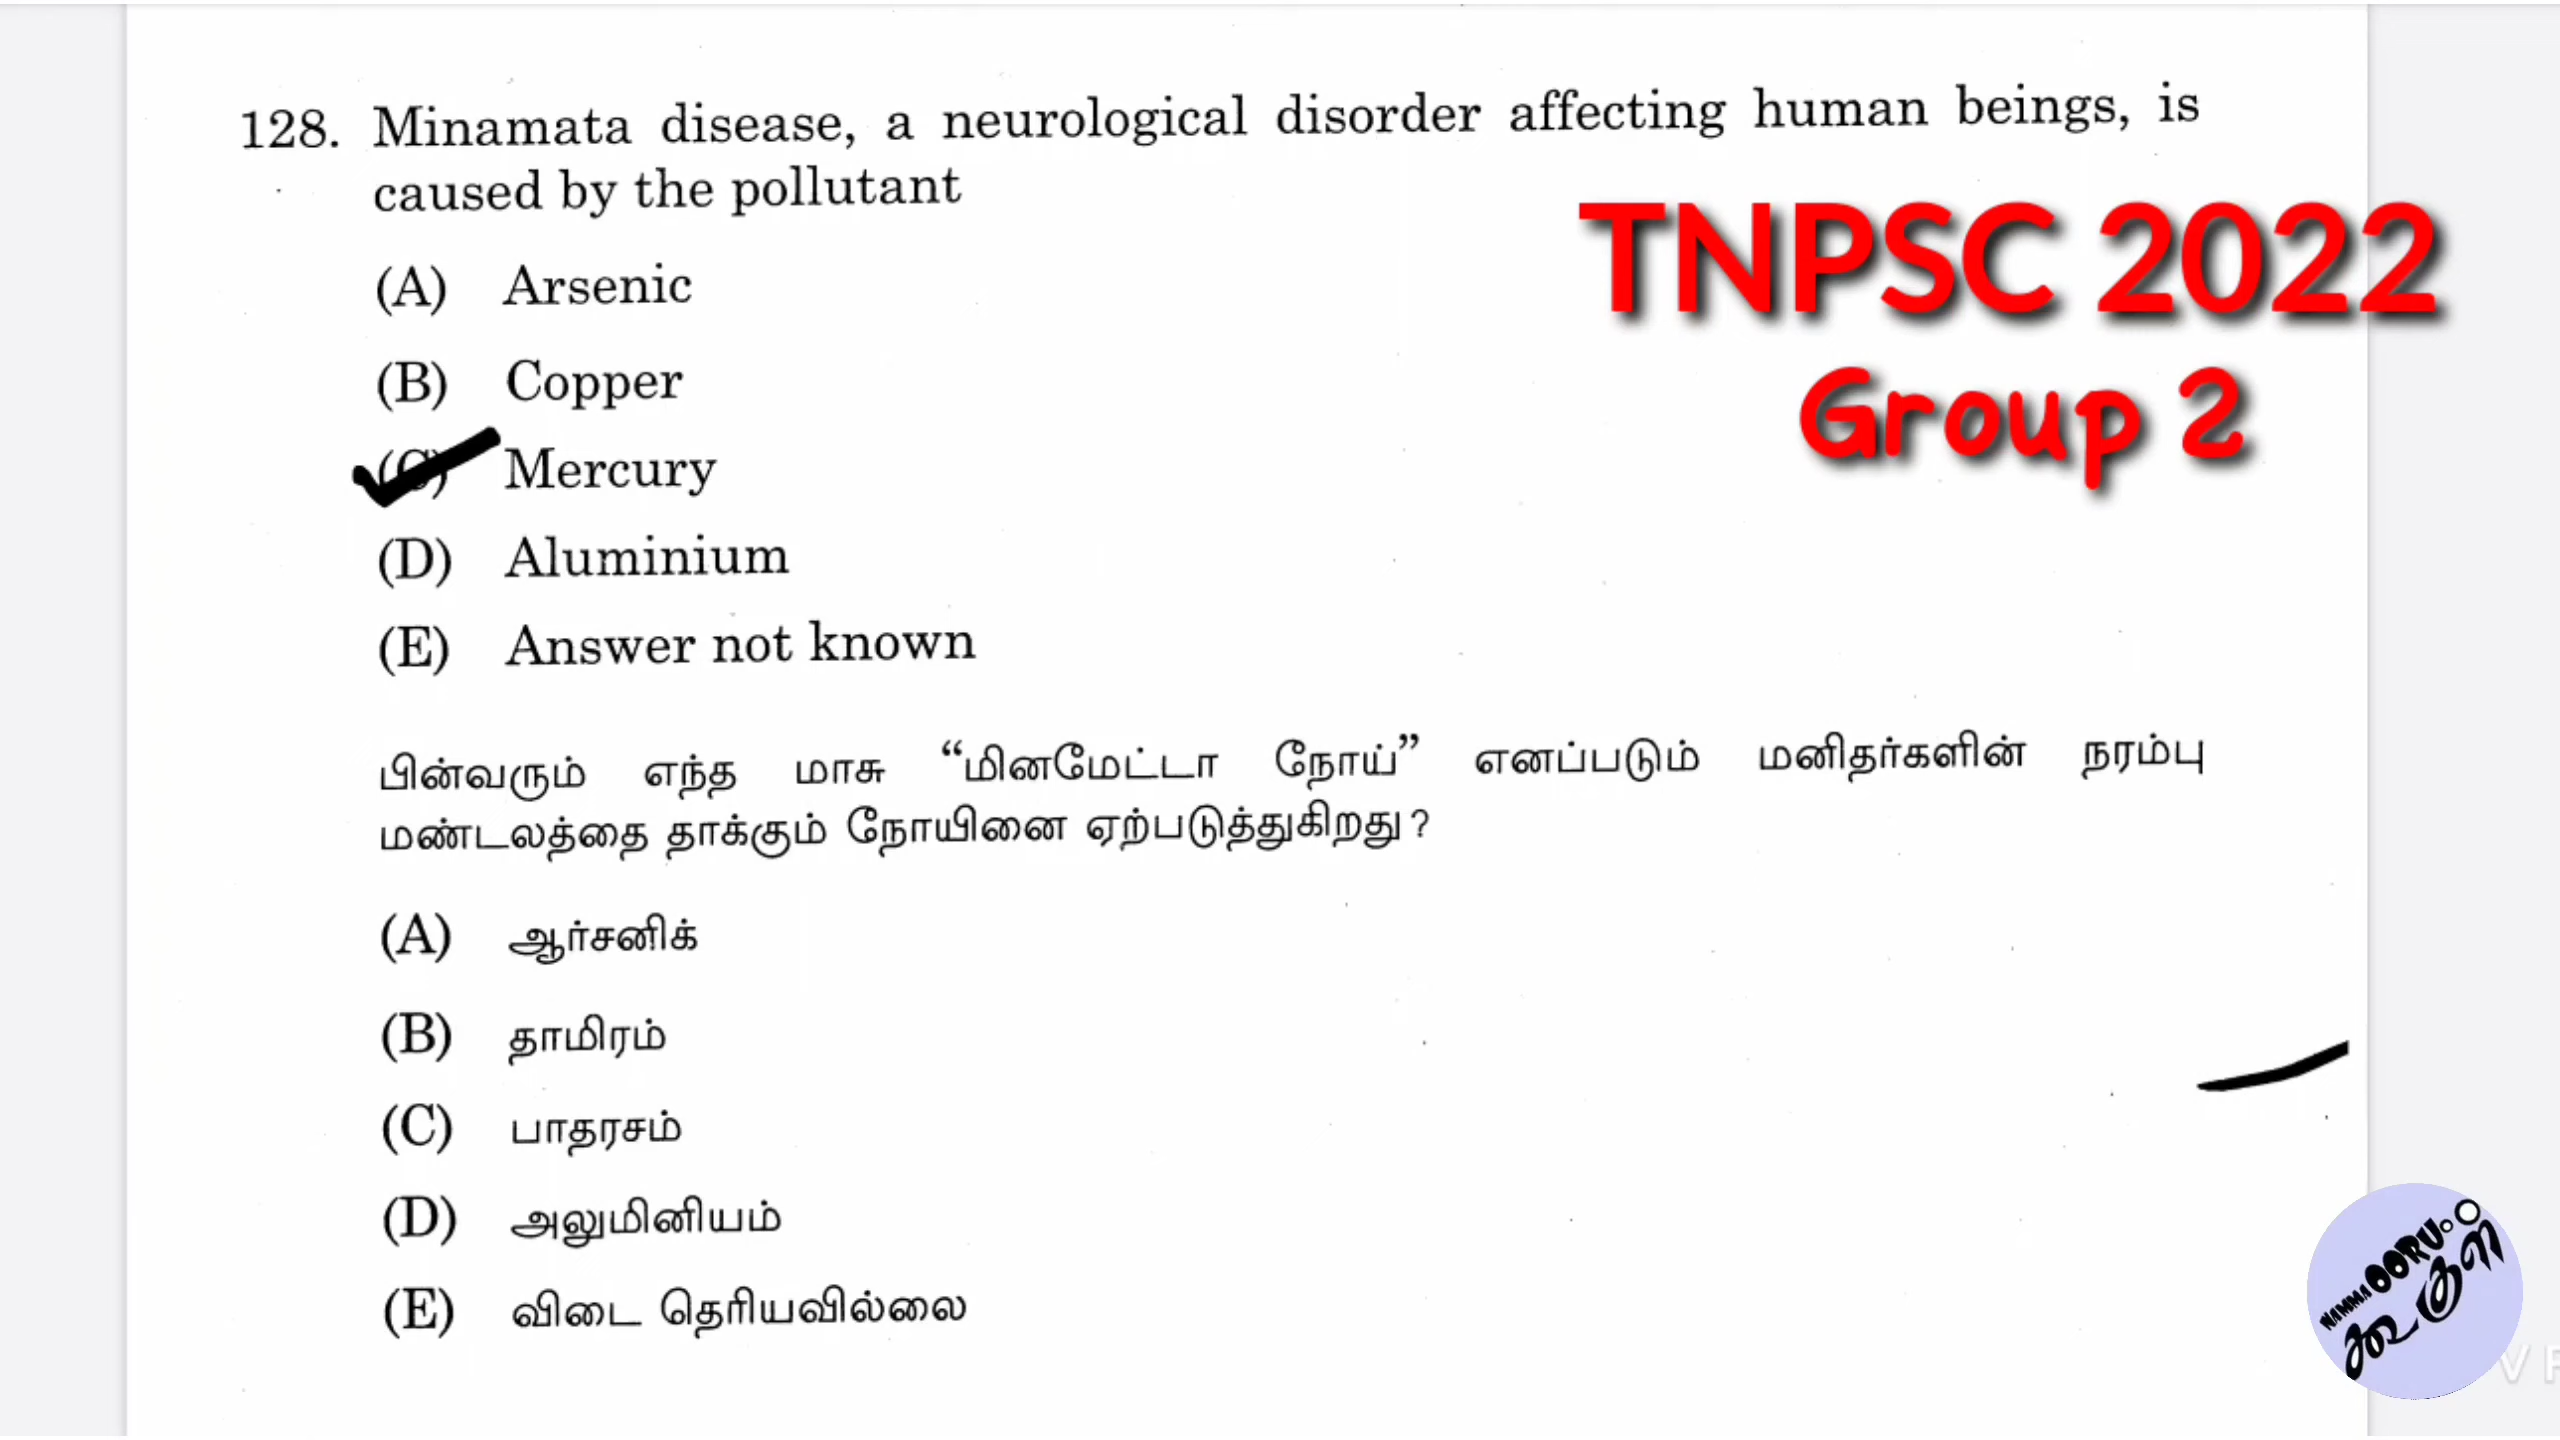 128. Minamata disease, a neurological disorder affecting human beings, is
caused by the pollutant
TNPSC 2022
Group 2
(A) Arsenic
(B) Copper
(C) Mercury
(D) Aluminium
(E) Answer not known
பின்வரும் எந்த மாசு “மினமேட்டா நோய்” எனப்படும் மனிதர்களின் நரம்பு
மண்டலத்தை தாக்கும் நோயினை ஏற்படுத்துகிறது?
(A) ஆர்சனிக்
(B) தாமிரம்
(C) பாதரசம்
(D) அலுமினியம்
(E) விடை தெரியவில்லை
NAMMA OORU